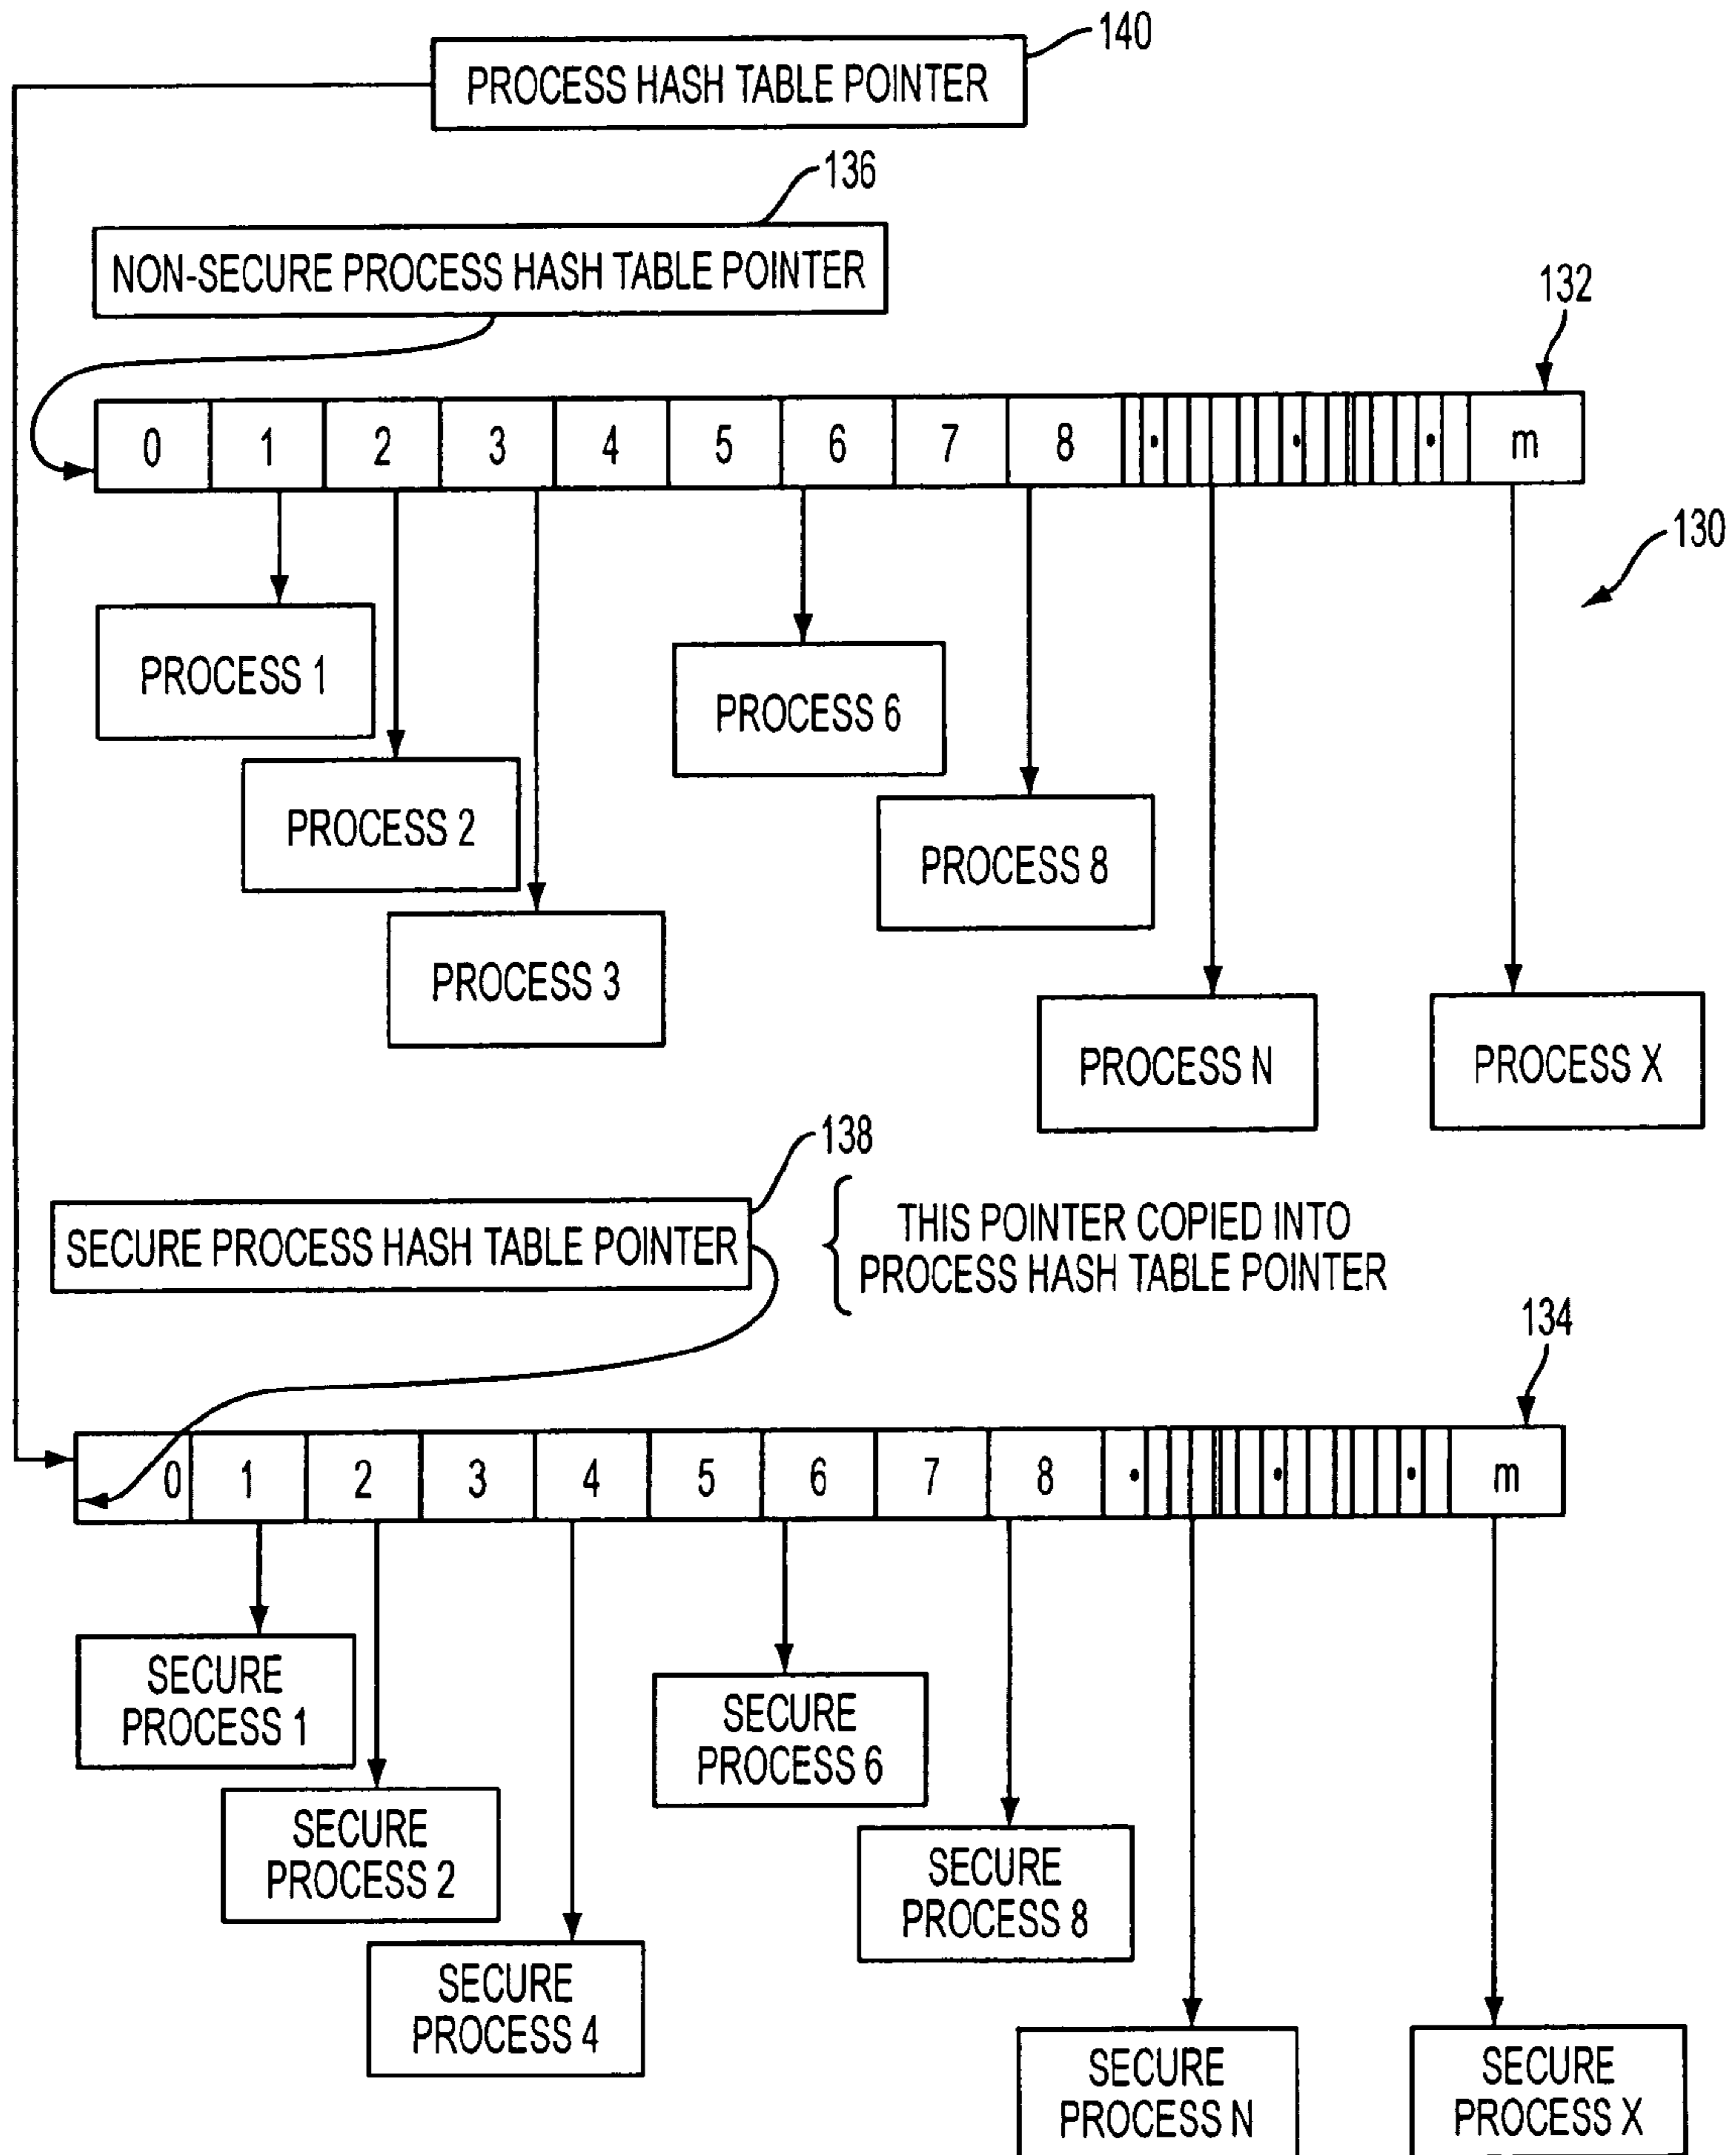 140
PROCESS HASH TABLE POINTER
136
NON-SECURE PROCESS HASH TABLE POINTER
132
0 1 2 3 4 5 6 7 8 m
130
PROCESS 1
PROCESS 6
PROCESS 2
PROCESS 8
PROCESS 3
PROCESS N
PROCESS X
138
SECURE PROCESS HASH TABLE POINTER
THIS POINTER COPIED INTO
PROCESS HASH TABLE POINTER
134
0 1 2 3 4 5 6 7 8 m
SECURE
PROCESS 1
SECURE
PROCESS 6
SECURE
PROCESS 2
SECURE
PROCESS 8
SECURE
PROCESS 4
SECURE
PROCESS N
SECURE
PROCESS X